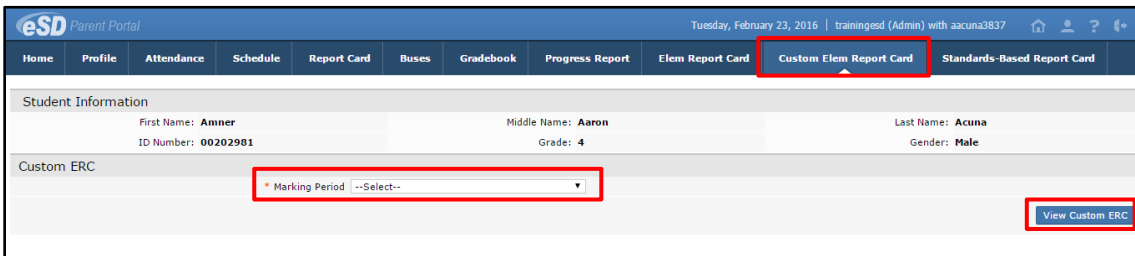 eSD Parent Portal Tuesday, February 23, 2016 | trainingesd (Admin) with aacuna3837 ?
Home Profile Attendance Schedule Report Card Buses Gradebook Progress Report Elem Report Card Custom Elem Report Card Standards-Based Report Card
Student Information
First Name: Amner Middle Name: Aaron Last Name: Acuna
ID Number: 00202981 Grade: 4 Gender: Male
Custom ERC
* Marking Period --Select--
View Custom ERC